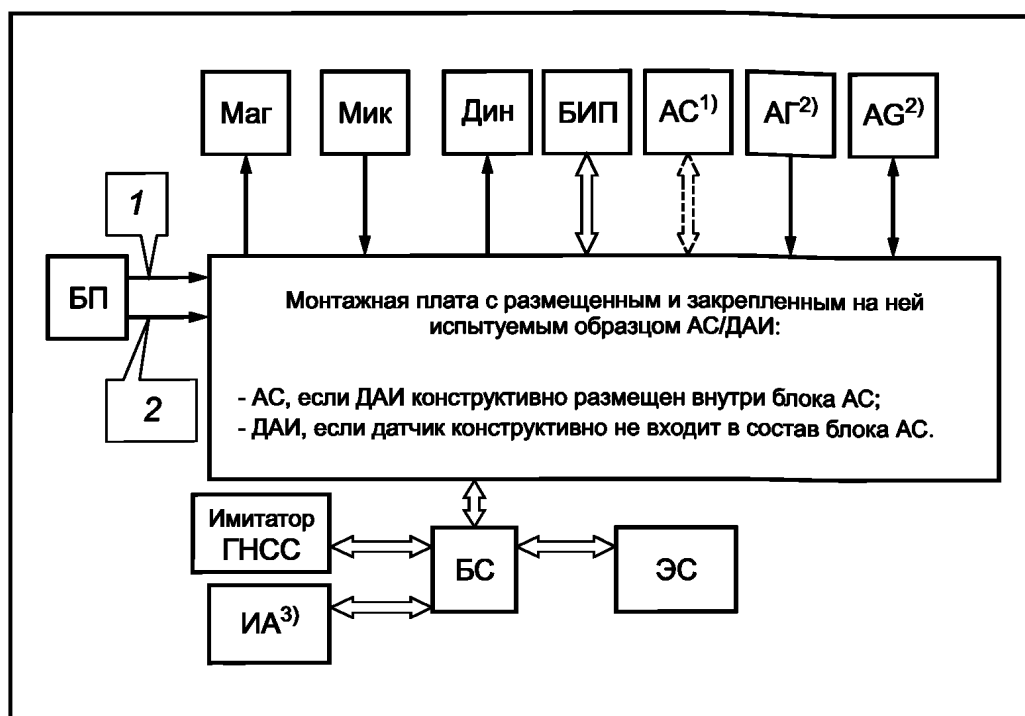 Маг
Мик
Дин
БИП
АС1)
АГ2)
AG2)
1
БП
2
Монтажная плата с размещенным и закрепленным на ней
испытуемым образцом АС/ДАИ:
- АС, если ДАИ конструктивно размещен внутри блока АС;
- ДАИ, если датчик конструктивно не входит в состав блока АС.
Имитатор
ГНСС
БС
ЭС
ИА3)